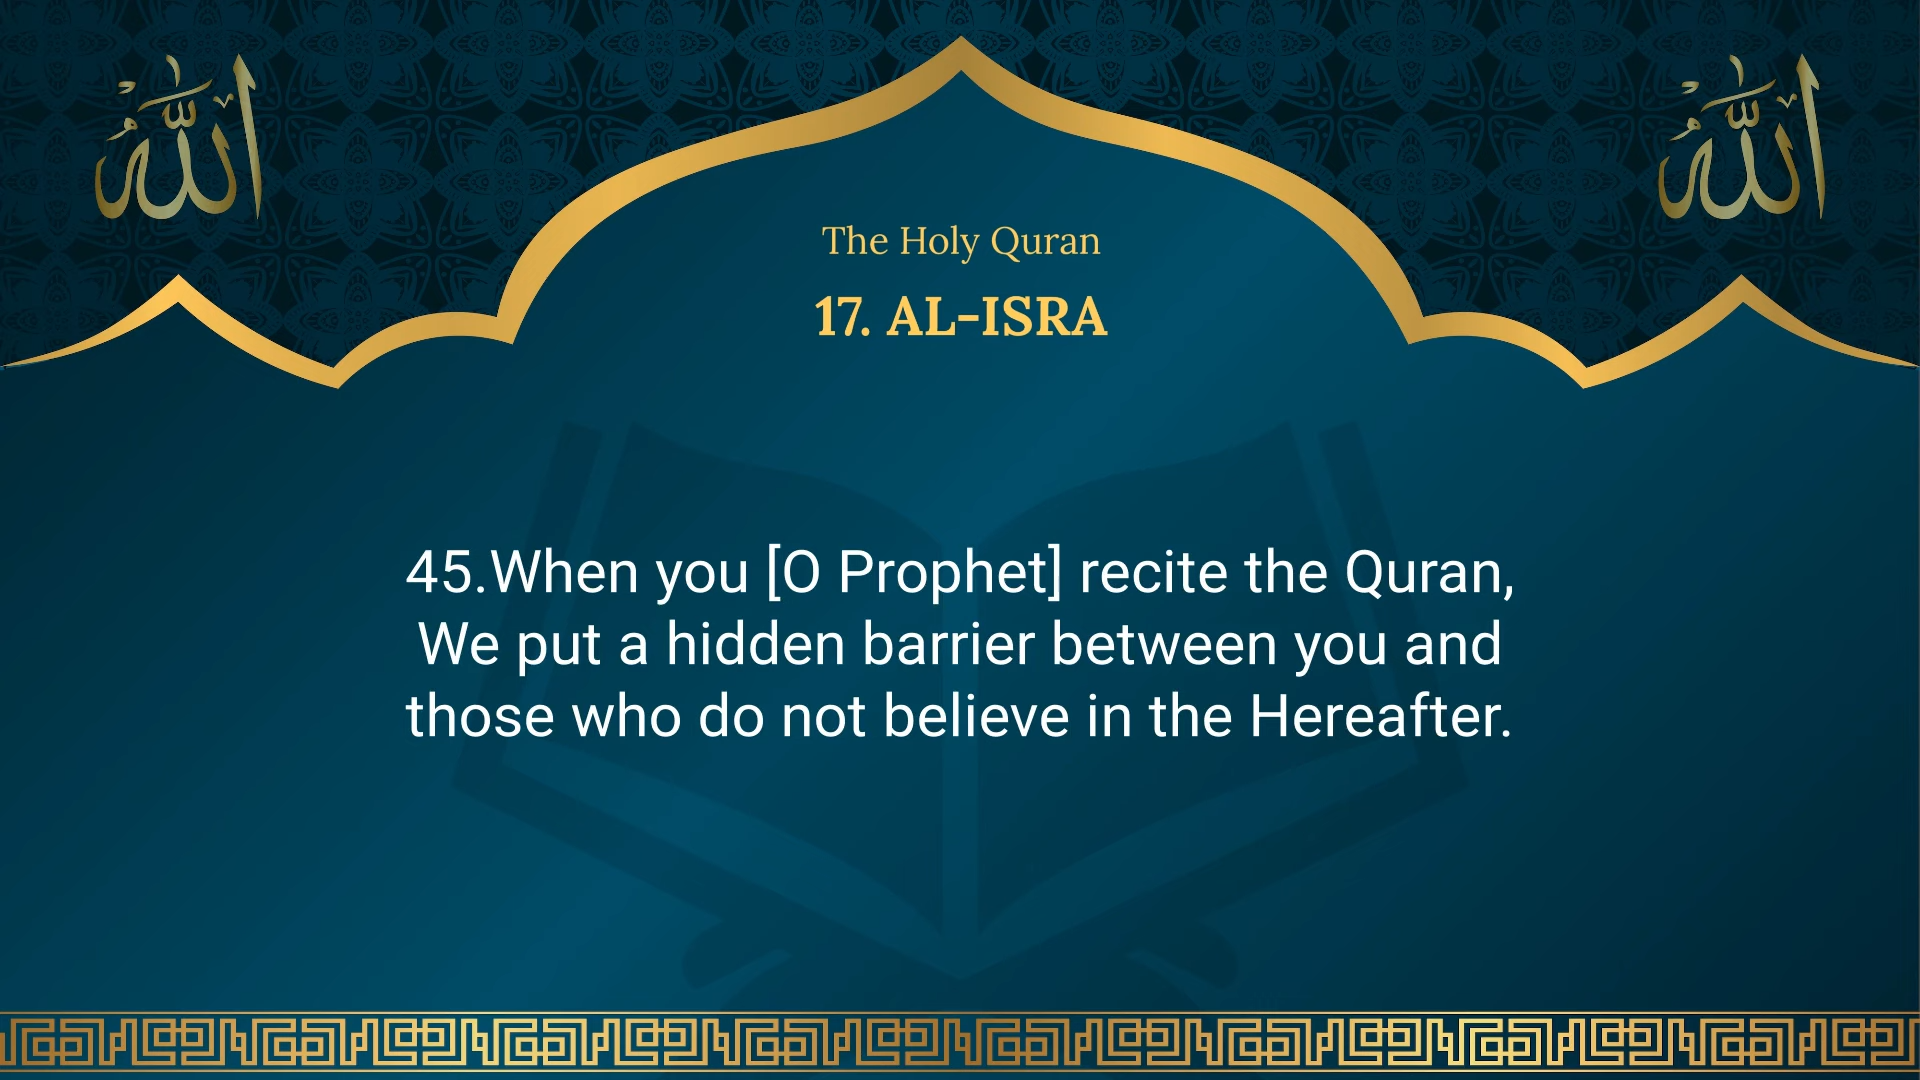 الله
الله
The Holy Quran
17. AL-ISRA
45.When you [O Prophet] recite the Quran,
We put a hidden barrier between you and
those who do not believe in the Hereafter.